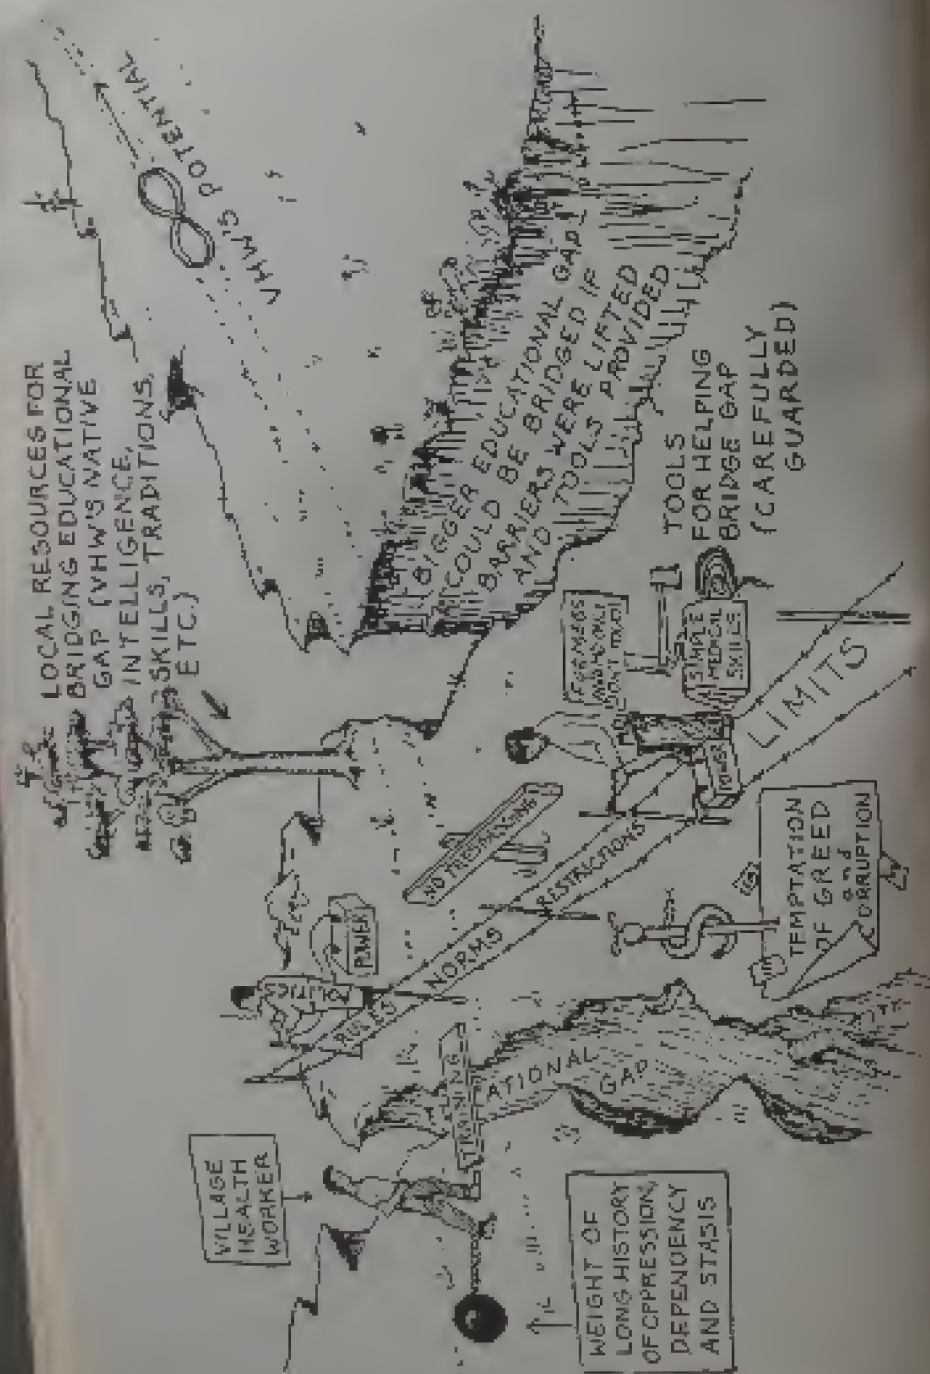 VILLAGE
HEALTH
WORKER
WEIGHT OF
LONG HISTORY
OF OPPRESSION,
DEPENDENCY
AND STASIS
TRAINING
ATIONAL
GAP
RULES
NORMS
RESTRICTIONS
LIMITS
POWER
NO TRESPASSING
TEMPTATION
OF GREED
and
CORRUPTION
POWER
SIMPLE
MEDICAL
SKILLS
TOOLS
FOR HELPING
BRIDGE GAP
(CAREFULLY
GUARDED)
LOCAL RESOURCES FOR
BRIDGING EDUCATIONAL
GAP (VHW'S NATIVE
INTELLIGENCE,
SKILLS, TRADITIONS,
ETC.)
BIGGER EDUCATIONAL GAP
COULD BE BRIDGED IF
BARRIERS WERE LIFTED
AND TOOLS PROVIDED
VHW'S POTENTIAL